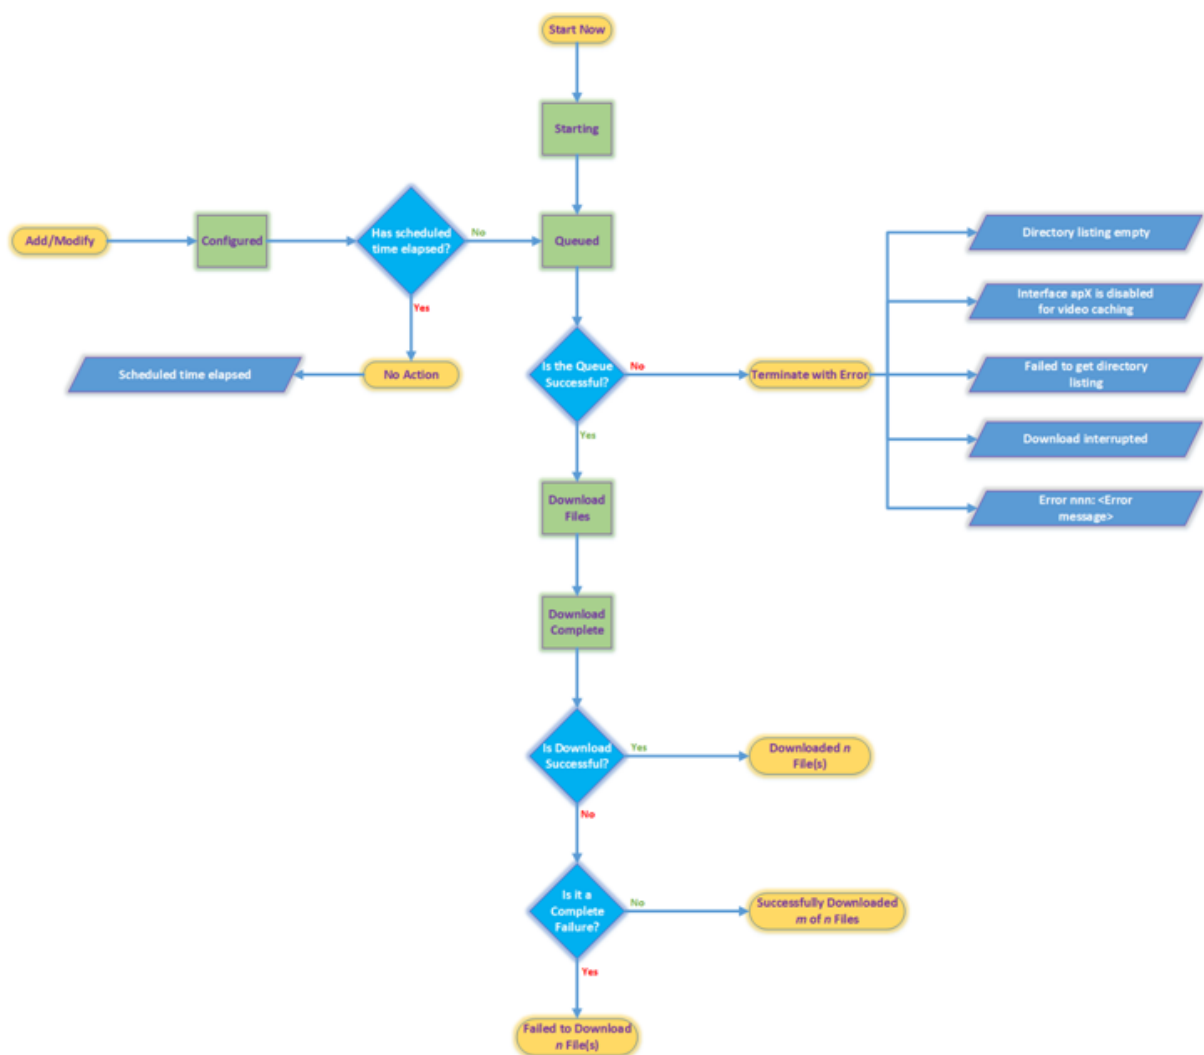 Start Now
Starting
Add/Modify
Configured
Has scheduled
time elapsed?
No
Queued
Yes
No Action
Scheduled time elapsed
Is the Queue
Successful?
No
Terminate with Error
Directory listing empty
Interface apX is disabled
for video caching
Failed to get directory
listing
Download interrupted
Error nnn: <Error
message>
Yes
Download
Files
Download
Complete
Is Download
Successful?
Yes
Downloaded n
File(s)
No
Is it a
Complete
Failure?
No
Successfully Downloaded
m of n Files
Yes
Failed to Download
n File(s)